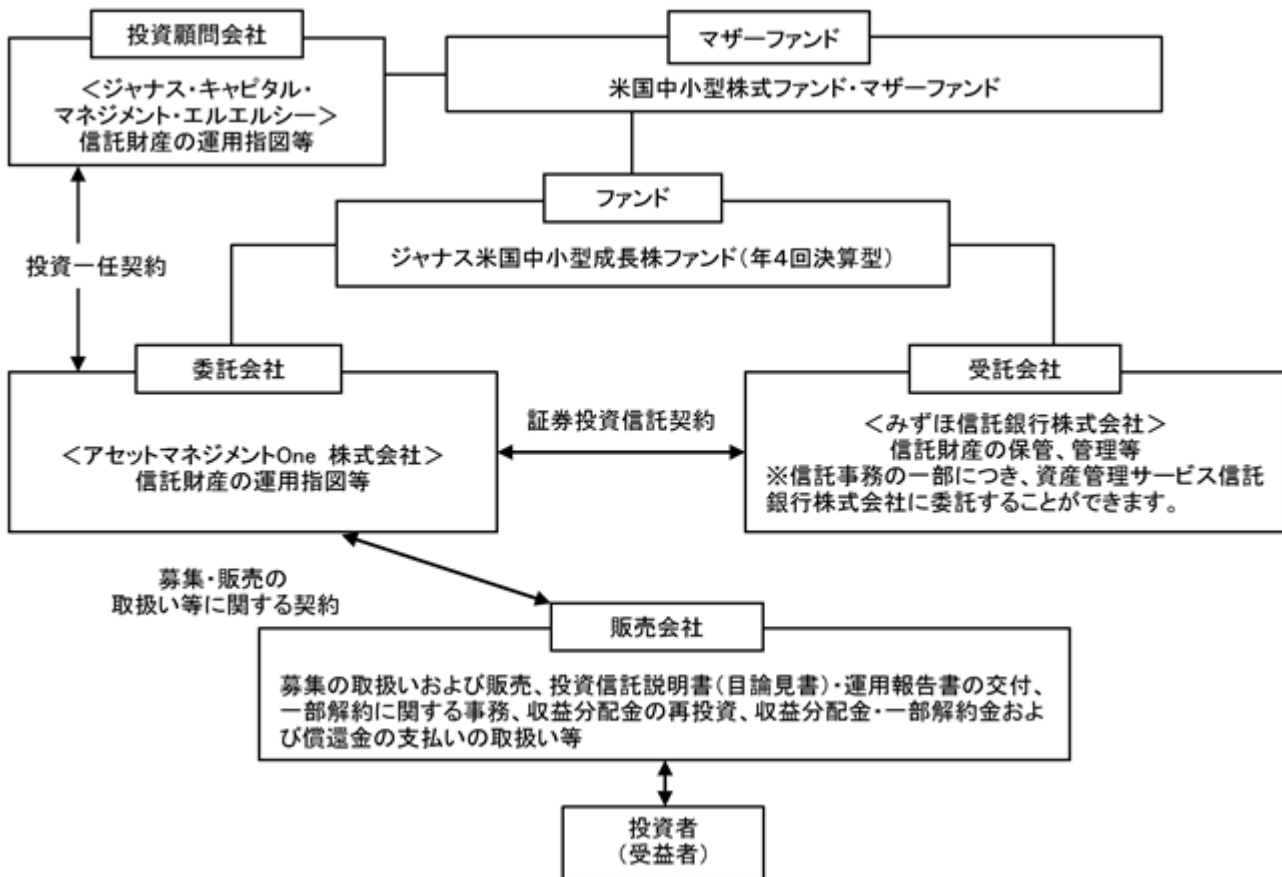 投資顧問会社
<ジャナス・キャピタル・
マネジメント・エルエルシー>
信託財産の運用指図等
マザーファンド
米国中小型株式ファンド・マザーファンド
ファンド
ジャナス米国中小型成長株ファンド(年4回決算型)
投資一任契約
委託会社
<アセットマネジメントOne 株式会社>
信託財産の運用指図等
証券投資信託契約
受託会社
<みずほ信託銀行株式会社>
信託財産の保管、管理等
※信託事務の一部につき、資産管理サービス信託
銀行株式会社に委託することができます。
募集・販売の
取扱い等に関する契約
販売会社
募集の取扱いおよび販売、投資信託説明書(目論見書)・運用報告書の交付、
一部解約に関する事務、収益分配金の再投資、収益分配金・一部解約金およ
び償還金の支払いの取扱い等
投資者
(受益者)